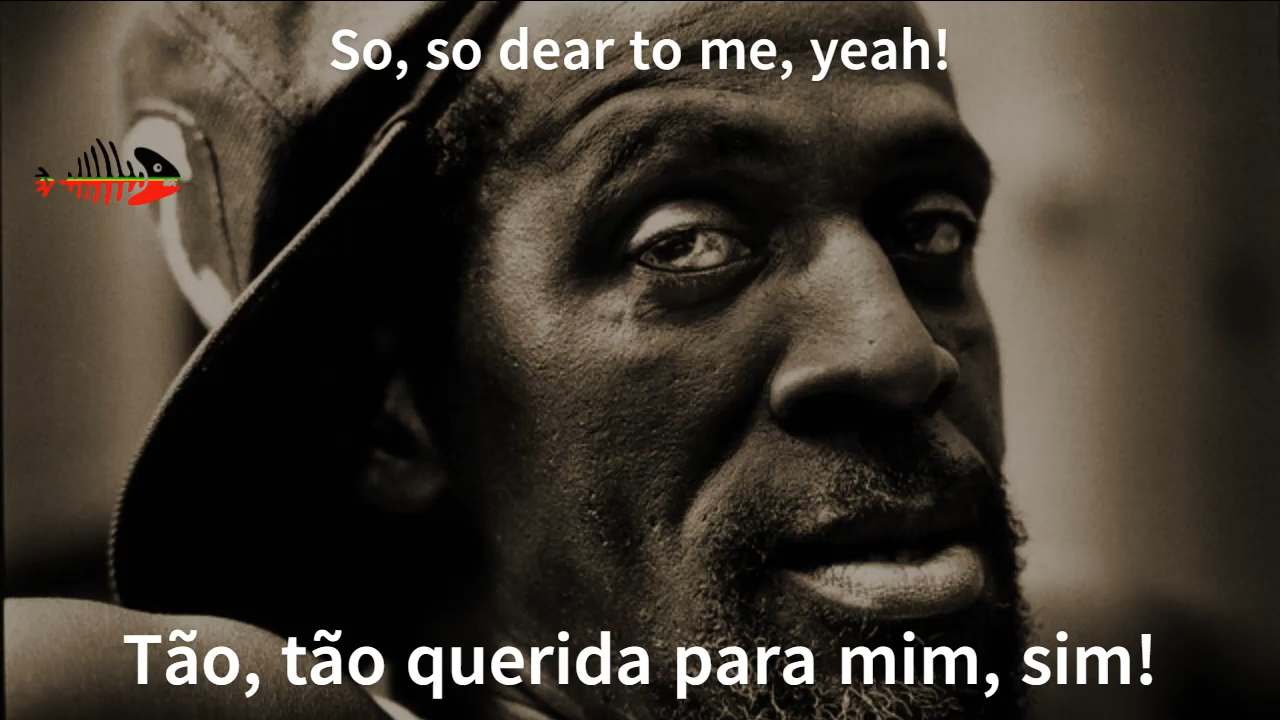 So, so dear to me, yeah!
Tão, tão querida para mim, sim!